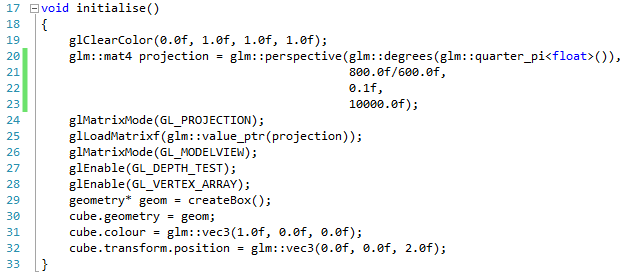 17 void initialise()
18 {
19     glClearColor(0.0f, 1.0f, 1.0f, 1.0f);
20     glm::mat4 projection = glm::perspective(glm::degrees(glm::quarter_pi<float>()),
21                                             800.0f/600.0f,
22                                             0.1f,
23                                             10000.0f);
24     glMatrixMode(GL_PROJECTION);
25     glLoadMatrixf(glm::value_ptr(projection));
26     glMatrixMode(GL_MODELVIEW);
27     glEnable(GL_DEPTH_TEST);
28     glEnable(GL_VERTEX_ARRAY);
29     geometry* geom = createBox();
30     cube.geometry = geom;
31     cube.colour = glm::vec3(1.0f, 0.0f, 0.0f);
32     cube.transform.position = glm::vec3(0.0f, 0.0f, 2.0f);
33 }